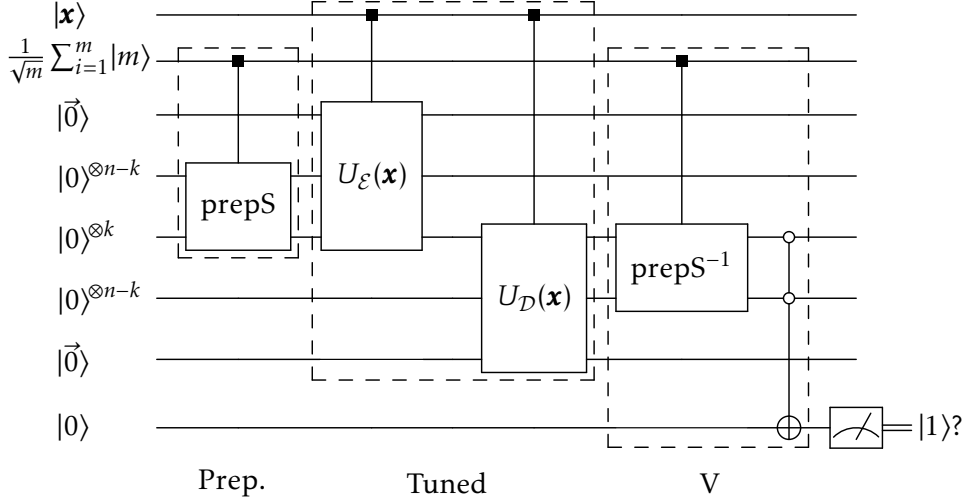 |𝒙⟩
1/√m ∑_{i=1}^{m} |m⟩
|0⃗⟩
|0⟩^{⊗n−k}
prepS
U_ℰ(𝒙)
|0⟩^{⊗k}
prepS^{−1}
|0⟩^{⊗n−k}
U_𝒟(𝒙)
|0⃗⟩
|0⟩
|1⟩?
Prep.
Tuned
V